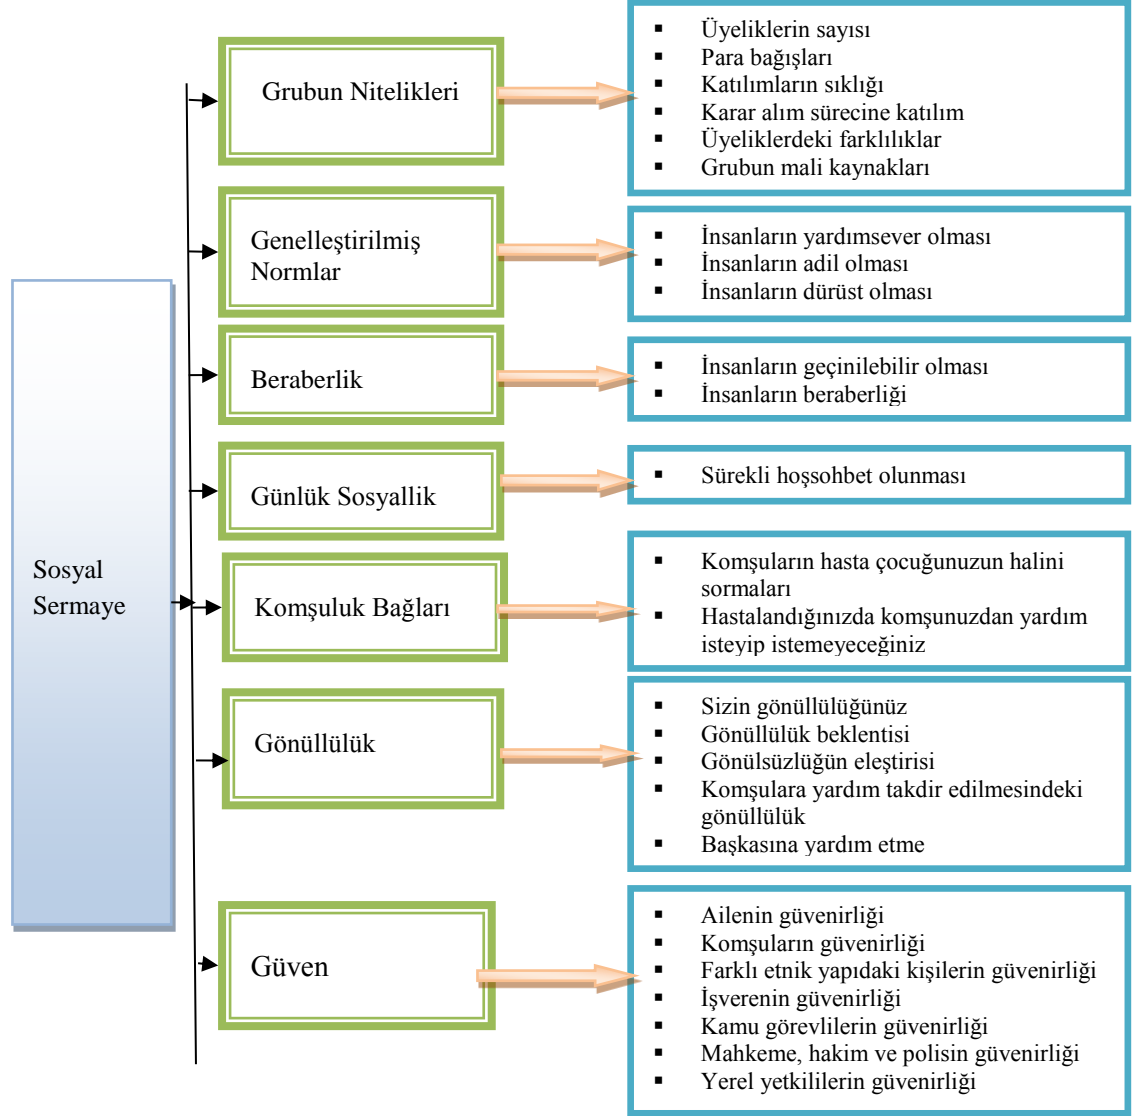 Sosyal
Sermaye
Grubun Nitelikleri
Üyeliklerin sayısı
Para bağışları
Katılımların sıklığı
Karar alım sürecine katılım
Üyeliklerdeki farklılıklar
Grubun mali kaynakları
Genelleştirilmiş
Normlar
İnsanların yardımsever olması
İnsanların adil olması
İnsanların dürüst olması
Beraberlik
İnsanların geçinilebilir olması
İnsanların beraberliği
Günlük Sosyallik
Sürekli hoşsohbet olunması
Komşuluk Bağları
Komşuların hasta çocuğunuzun halini
sormaları
Hastalandığınızda komşunuzdan yardım
isteyip istemeyeceğiniz
Gönüllülük
Sizin gönüllülüğünüz
Gönüllülük beklentisi
Gönülsüzlüğün eleştirisi
Komşulara yardım takdir edilmesindeki
gönüllülük
Başkasına yardım etme
Güven
Ailenin güvenirliği
Komşuların güvenirliği
Farklı etnik yapıdaki kişilerin güvenirliği
İşverenin güvenirliği
Kamu görevlilerin güvenirliği
Mahkeme, hakim ve polisin güvenirliği
Yerel yetkililerin güvenirliği